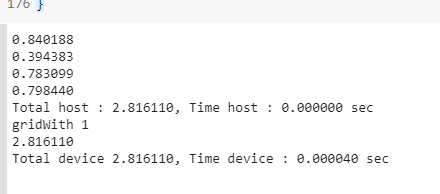 176 }
0.840188
0.394383
0.783099
0.798440
Total host : 2.816110, Time host : 0.000000 sec
gridWith 1
2.816110
Total device 2.816110, Time device : 0.000040 sec